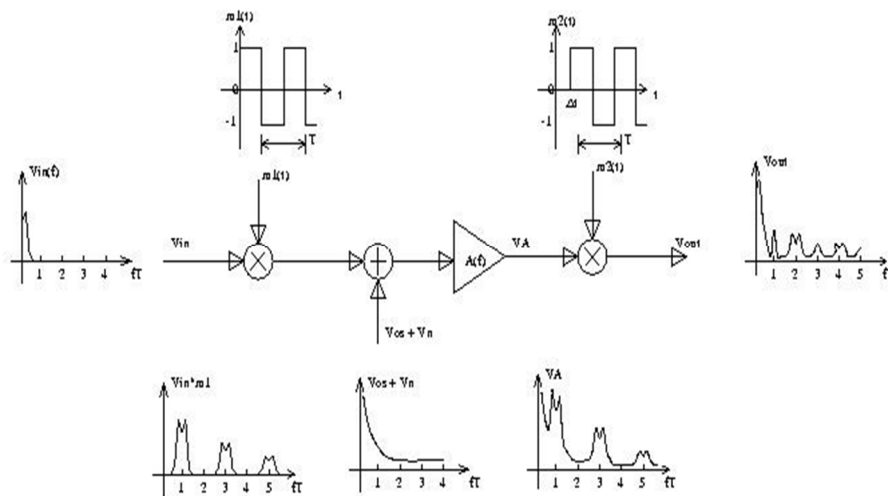 m1(t)
1
0
-1
t
T
m2(t)
1
0
-1
Δt
t
T
Vin(f)
1 2 3 4 fT
m1(t)
Vin
Vos + Vn
A(f)
VA
m2(t)
Vout
Vout
1 2 3 4 5 fT
Vin*m1
1 2 3 4 5 fT
Vos + Vn
1 2 3 4 fT
VA
1 2 3 4 5 fT